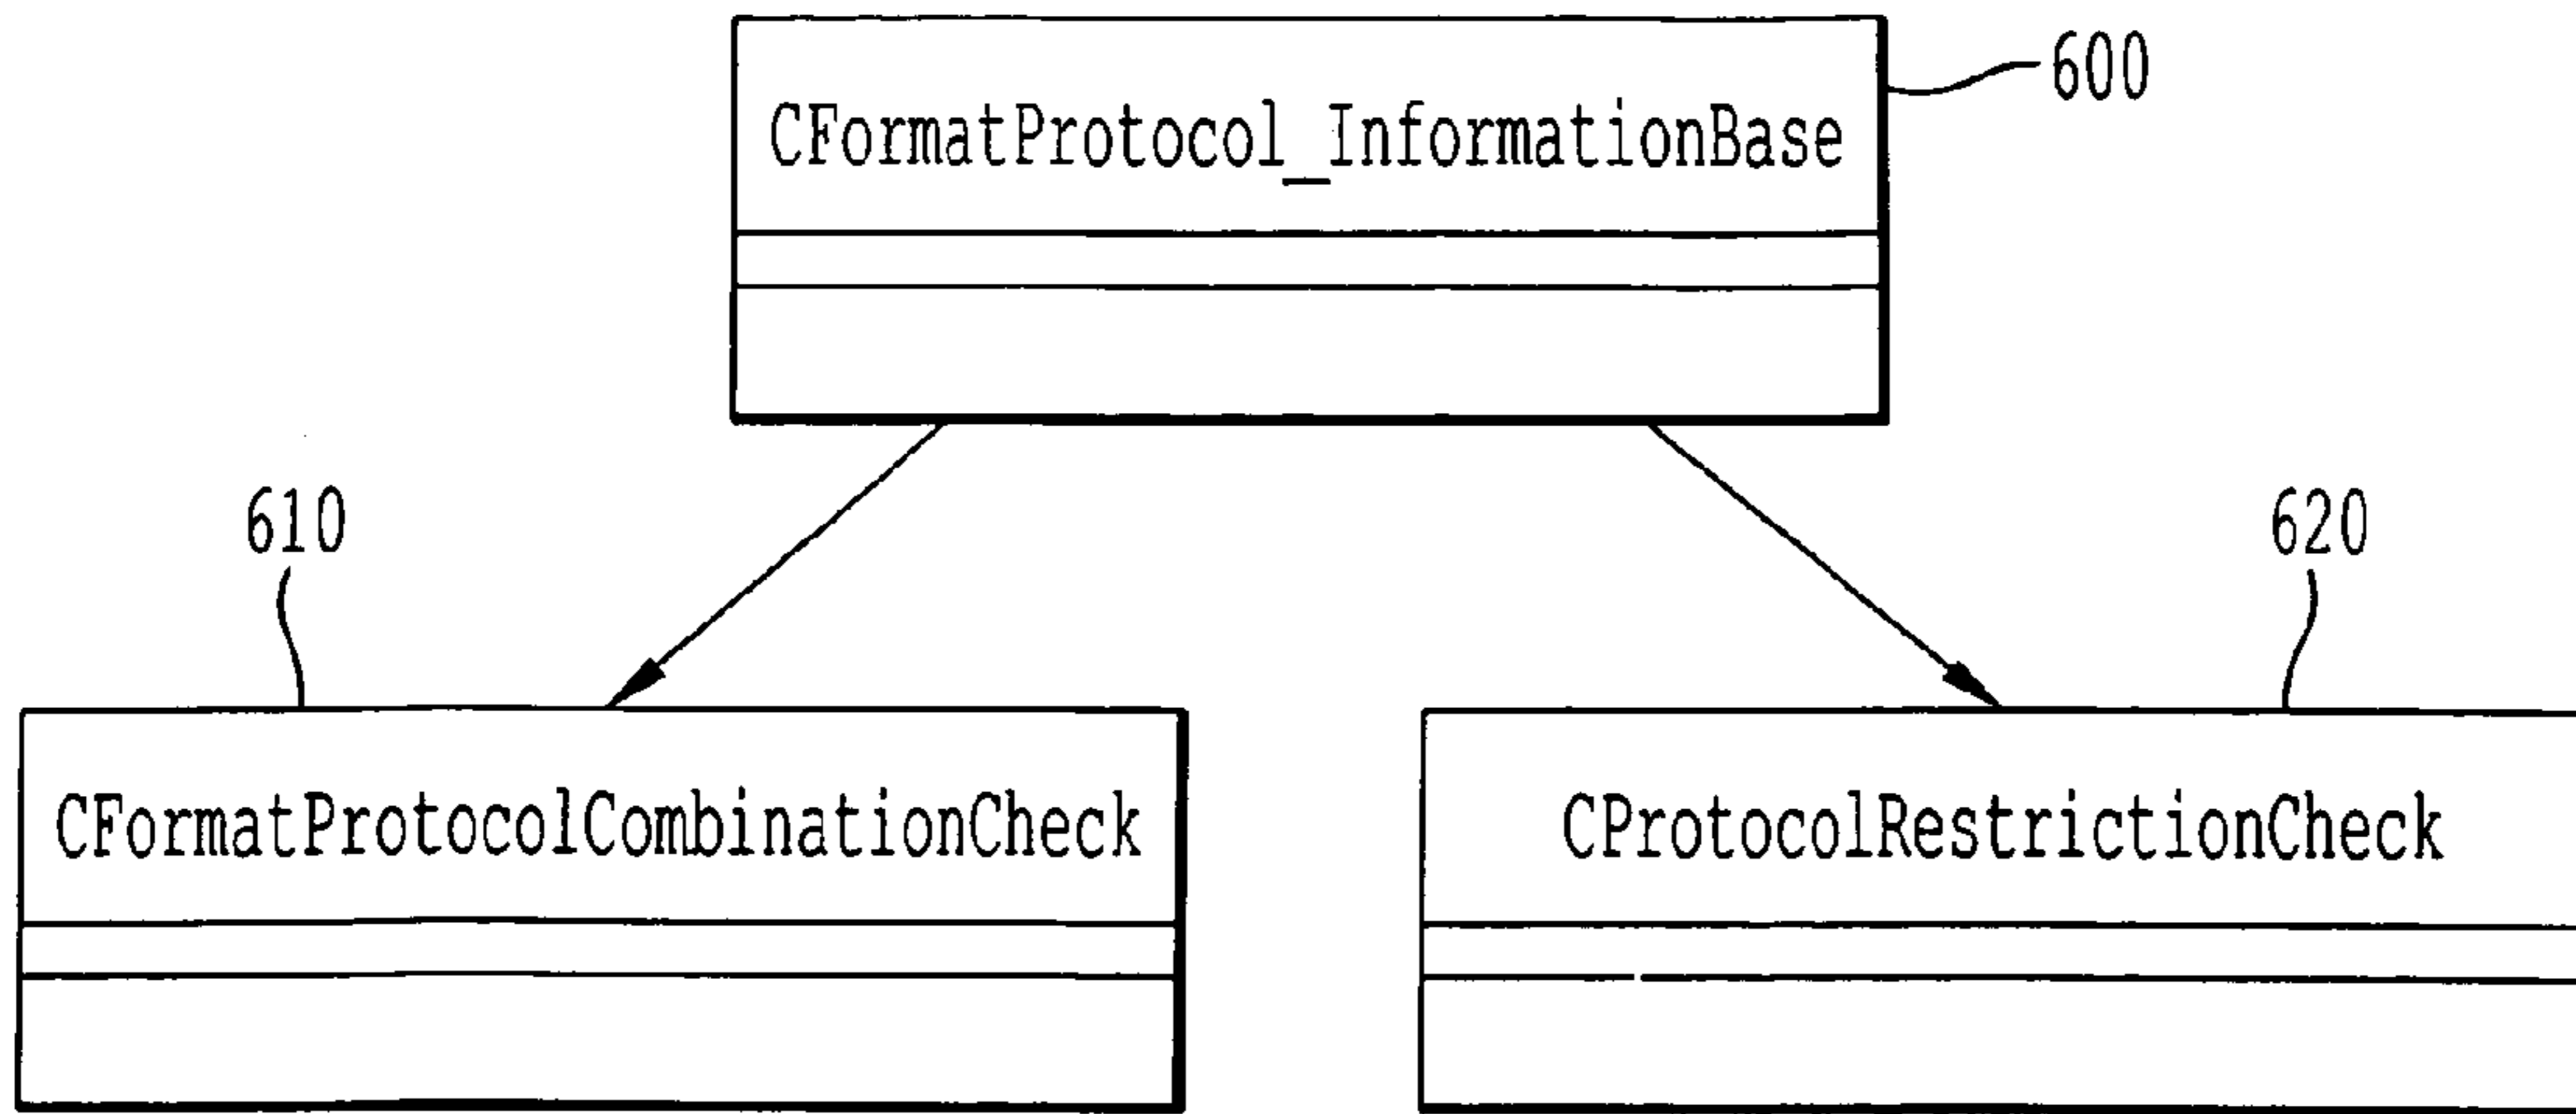 CFormatProtocol_InformationBase
600
610
620
CFormatProtocolCombinationCheck
CProtocolRestrictionCheck